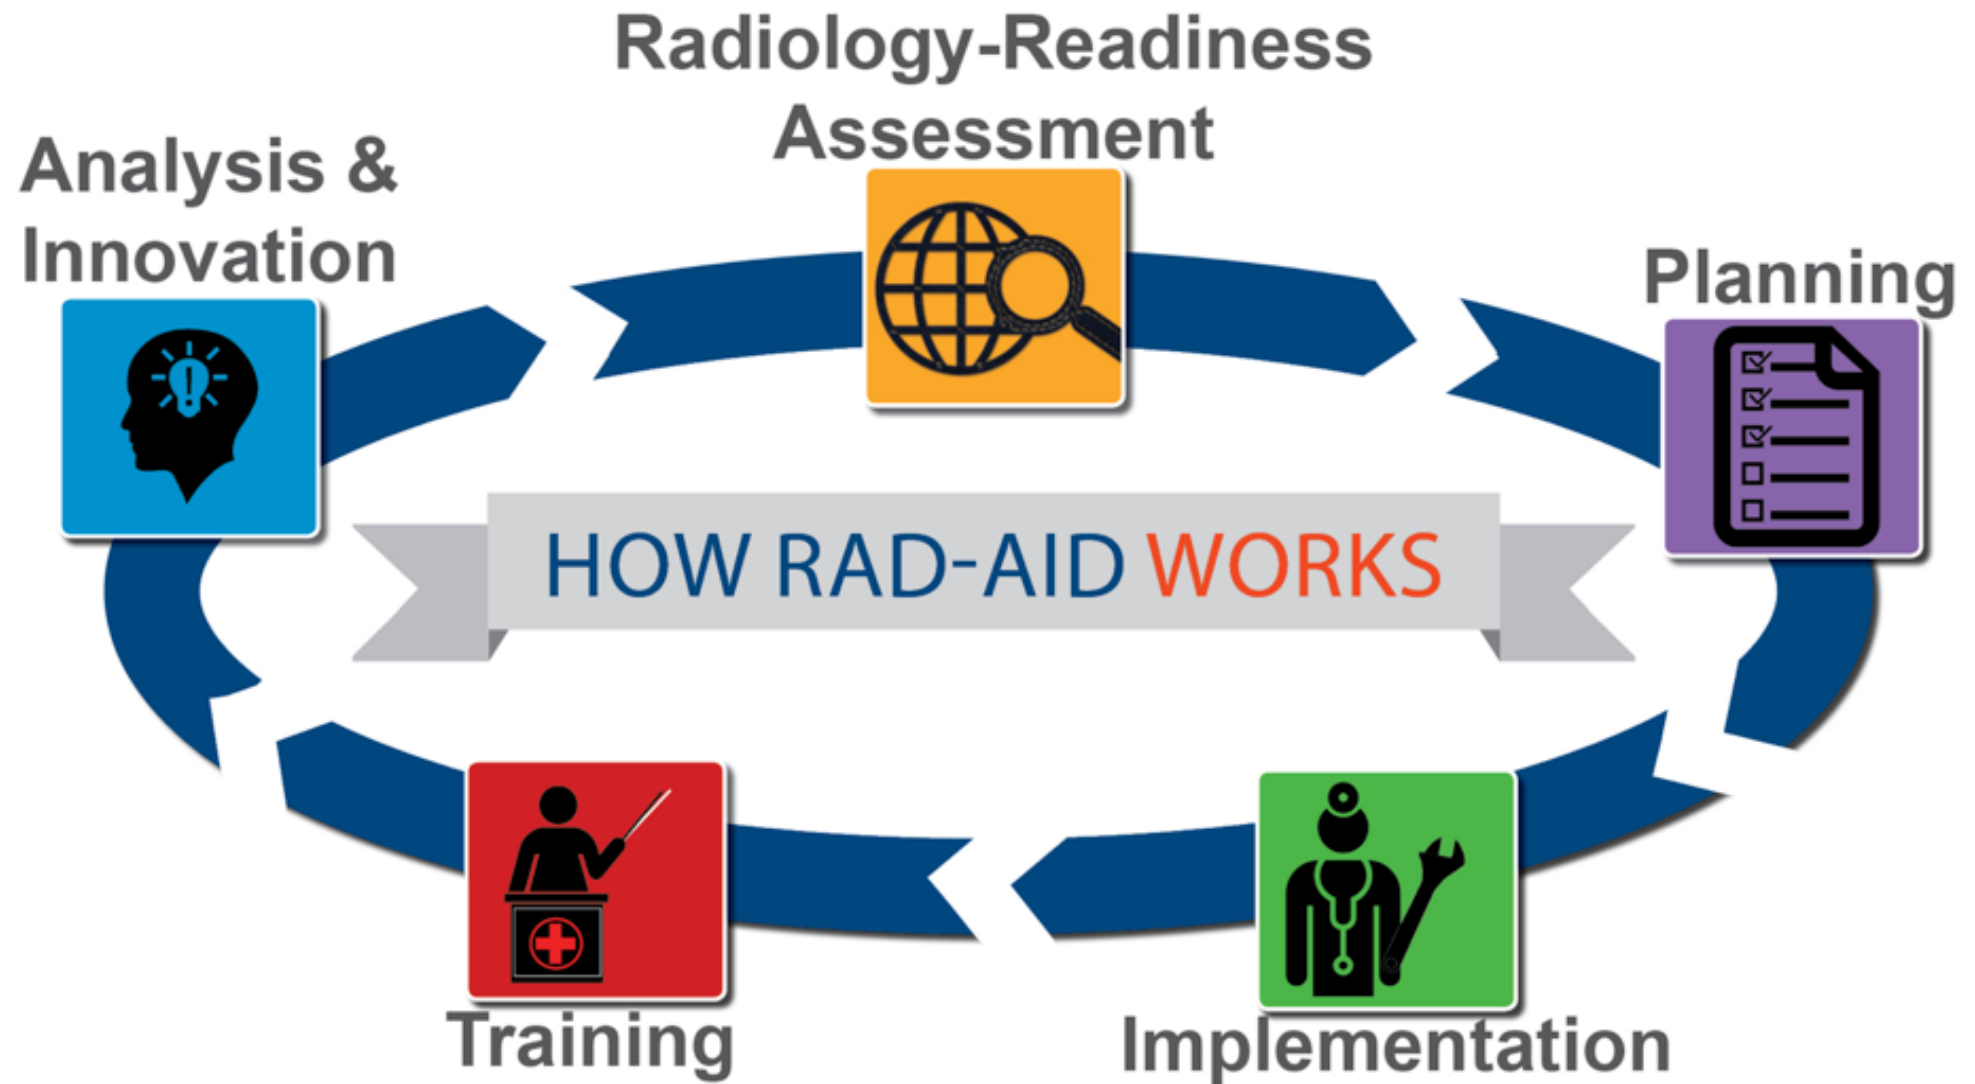 Radiology-Readiness
Assessment
Analysis &
Innovation
Planning
HOW RAD-AID WORKS
Training
Implementation